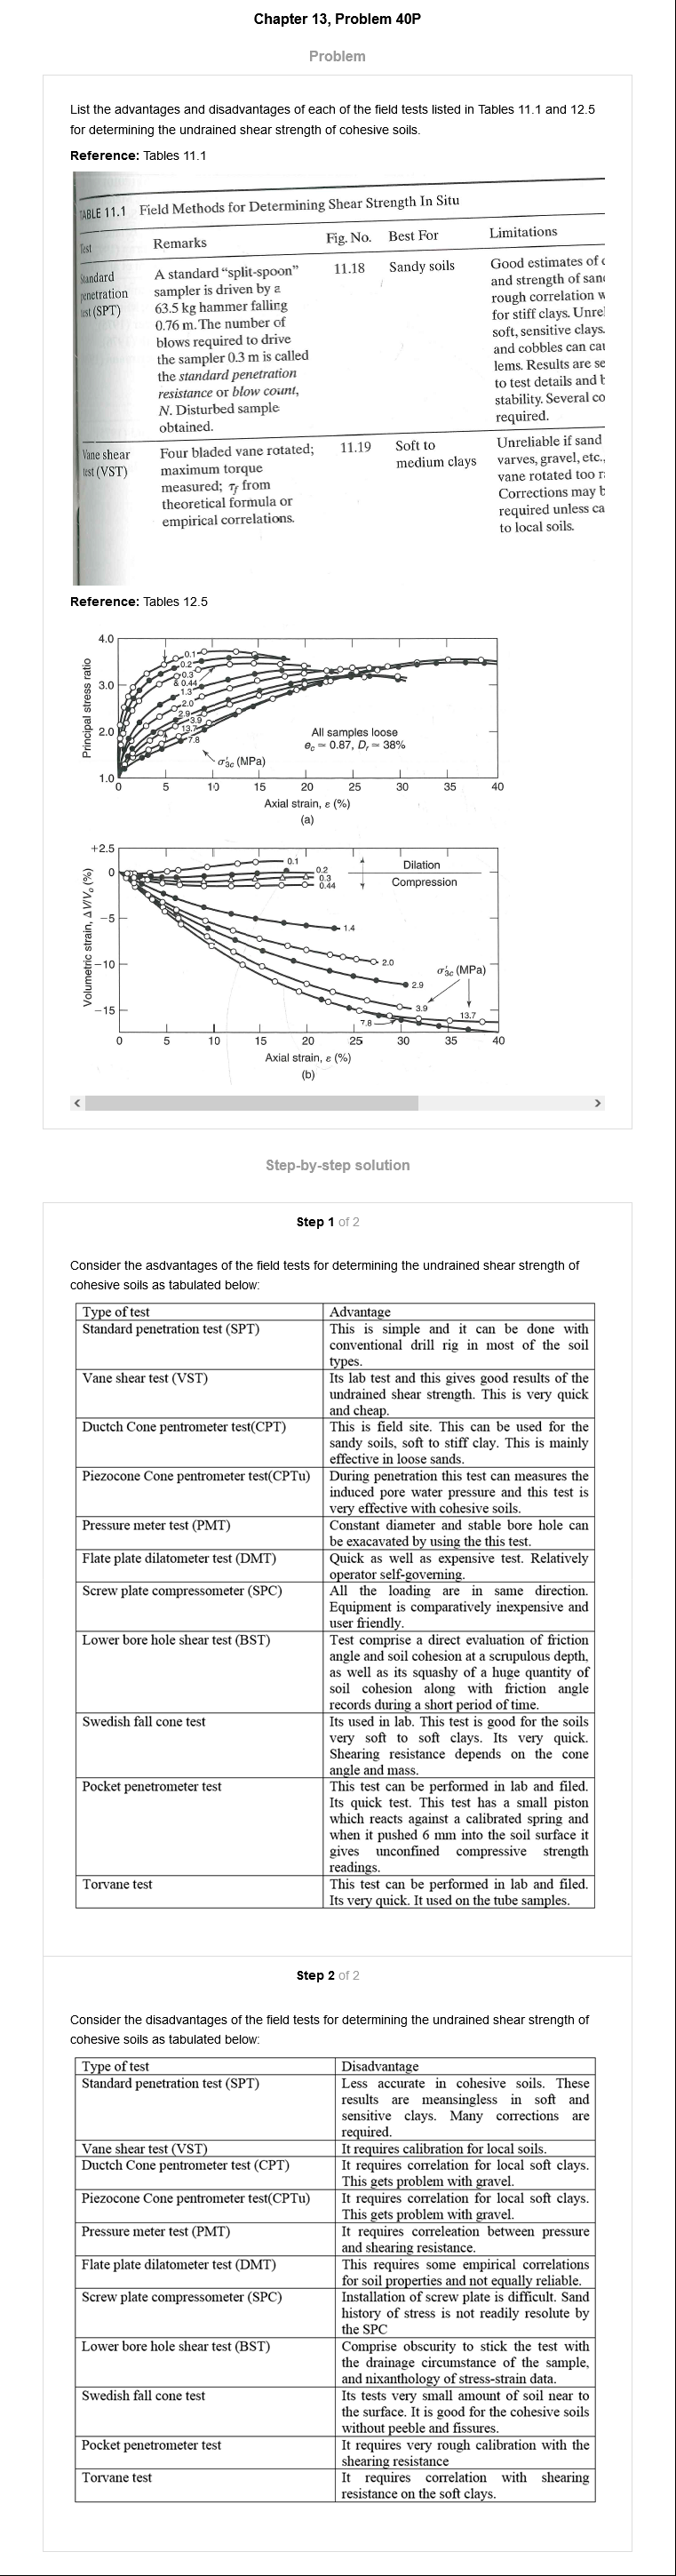 Chapter 13, Problem 40P
Problem
List the advantages and disadvantages of each of the field tests listed in Tables 11.1 and 12.5
for determining the undrained shear strength of cohesive soils.
Reference: Tables 11.1
TABLE 11.1 Field Methods for Determining Shear Strength In Situ
Test Remarks Fig. No. Best For Limitations
Standard
penetration
test (SPT)
A standard “split-spoon”
sampler is driven by a
63.5 kg hammer falling
0.76 m. The number of
blows required to drive
the sampler 0.3 m is called
the standard penetration
resistance or blow count,
N. Disturbed sample
obtained.
11.18
Sandy soils
Good estimates of
and strength of
rough correlation
for stiff clays.
soft, sensitive clays.
and cobbles can
Results are
to test details and
stability. Several
required.
Vane shear
test (VST)
Four bladed vane rotated;
maximum torque
measured; τf from
theoretical formula or
empirical correlations.
11.19
Soft to
medium clays
Unreliable if sand
varves, gravel, etc.,
vane rotated too
Corrections may
required unless
to local soils.
Reference: Tables 12.5
Principal stress ratio
4.0
3.0
2.0
1.0
0.1
0.2
0.3
& 0.44
1.3
2.0
2.9
3.9
13.7
7.8
σ′3c (MPa)
All samples loose
ec = 0.87, Dr = 38%
0 5 10 15 20 25 30 35 40
Axial strain, ε (%)
(a)
Volumetric strain, ΔV/Vo (%)
+2.5
0
−5
−10
−15
0.1
0.2
0.3
0.44
Dilation
Compression
1.4
2.0
2.9
σ′3c (MPa)
3.9
13.7
7.8
0 5 10 15 20 25 30 35 40
Axial strain, ε (%)
(b)
Step-by-step solution
Step 1 of 2
Consider the asdvantages of the field tests for determining the undrained shear strength of
cohesive soils as tabulated below:
Type of test Advantage
Standard penetration test (SPT) This is simple and it can be done with
conventional drill rig in most of the soil
types.
Vane shear test (VST) Its lab test and this gives good results of the
undrained shear strength. This is very quick
and cheap.
Ductch Cone pentrometer test(CPT) This is field site. This can be used for the
sandy soils, soft to stiff clay. This is mainly
effective in loose sands.
Piezocone Cone pentrometer test(CPTu) During penetration this test can measures the
induced pore water pressure and this test is
very effective with cohesive soils.
Pressure meter test (PMT) Constant diameter and stable bore hole can
be exacavated by using the this test.
Flate plate dilatometer test (DMT) Quick as well as expensive test. Relatively
operator self-governing.
Screw plate compressometer (SPC) All the loading are in same direction.
Equipment is comparatively inexpensive and
user friendly.
Lower bore hole shear test (BST) Test comprise a direct evaluation of friction
angle and soil cohesion at a scrupulous depth,
as well as its squashy of a huge quantity of
soil cohesion along with friction angle
records during a short period of time.
Swedish fall cone test Its used in lab. This test is good for the soils
very soft to soft clays. Its very quick.
Shearing resistance depends on the cone
angle and mass.
Pocket penetrometer test This test can be performed in lab and filed.
Its quick test. This test has a small piston
which reacts against a calibrated spring and
when it pushed 6 mm into the soil surface it
gives unconfined compressive strength
readings.
Torvane test This test can be performed in lab and filed.
Its very quick. It used on the tube samples.
Step 2 of 2
Consider the disadvantages of the field tests for determining the undrained shear strength of
cohesive soils as tabulated below:
Type of test Disadvantage
Standard penetration test (SPT) Less accurate in cohesive soils. These
results are meansingless in soft and
sensitive clays. Many corrections are
required.
Vane shear test (VST) It requires calibration for local soils.
Ductch Cone pentrometer test (CPT) It requires correlation for local soft clays.
This gets problem with gravel.
Piezocone Cone pentrometer test(CPTu) It requires correlation for local soft clays.
This gets problem with gravel.
Pressure meter test (PMT) It requires correleation between pressure
and shearing resistance.
Flate plate dilatometer test (DMT) This requires some empirical correlations
for soil properties and not equally reliable.
Screw plate compressometer (SPC) Installation of screw plate is difficult. Sand
history of stress is not readily resolute by
the SPC
Lower bore hole shear test (BST) Comprise obscurity to stick the test with
the drainage circumstance of the sample,
and nixanthology of stress-strain data.
Swedish fall cone test Its tests very small amount of soil near to
the surface. It is good for the cohesive soils
without peeble and fissures.
Pocket penetrometer test It requires very rough calibration with the
shearing resistance
Torvane test It requires correlation with shearing
resistance on the soft clays.